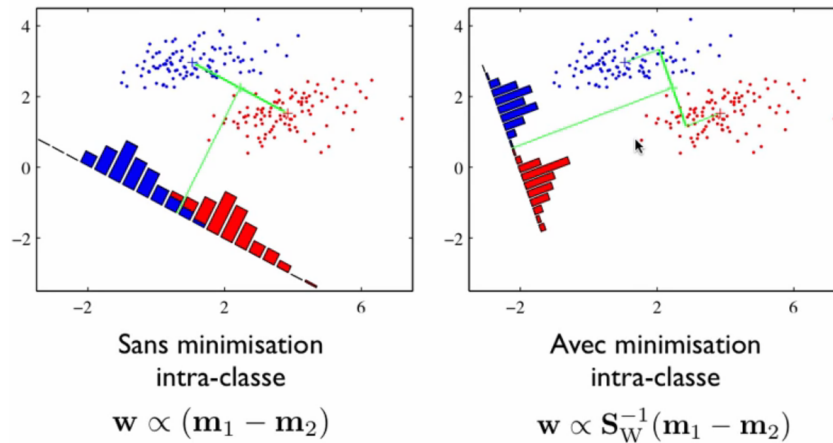 4
2
0
−2
−2
2
6
4
2
0
−2
−2
2
6
Sans minimisation
intra-classe
w ∝ (m₁ − m₂)
Avec minimisation
intra-classe
w ∝ S_W^{-1}(m₁ − m₂)